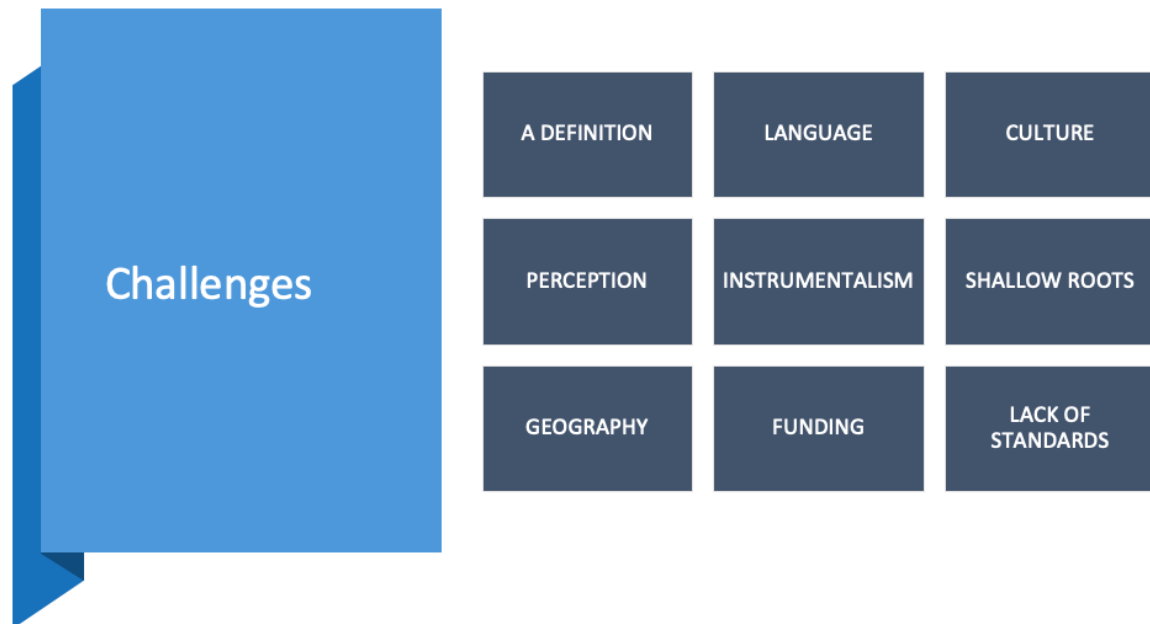 Challenges
A DEFINITION
LANGUAGE
CULTURE
PERCEPTION
INSTRUMENTALISM
SHALLOW ROOTS
GEOGRAPHY
FUNDING
LACK OF
STANDARDS